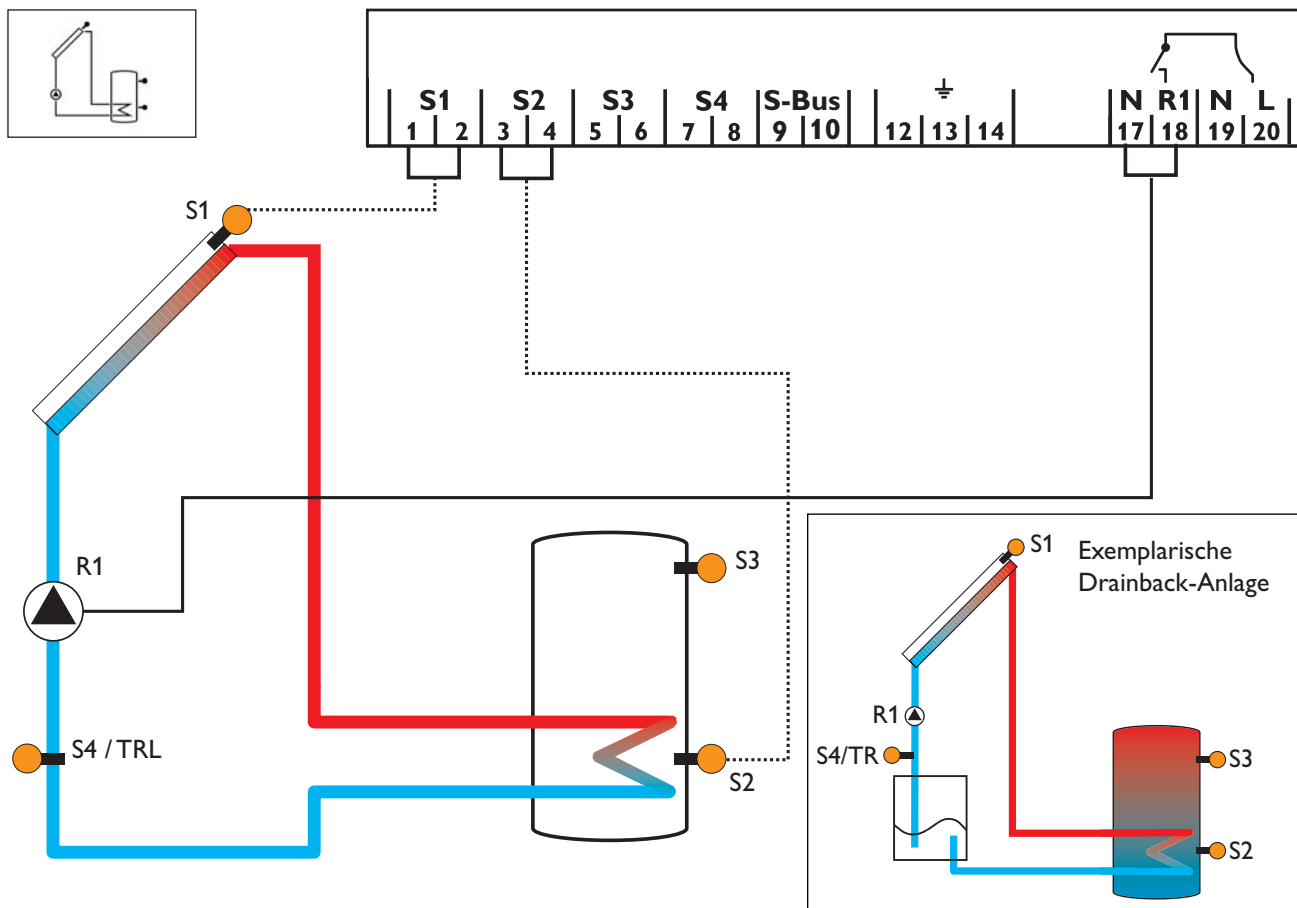 S1 S2 S3 S4 S-Bus N R1 N L
1 2 3 4 5 6 7 8 9 10 12 13 14 17 18 19 20
S1
R1
S3
S4 / TRL
S2
Exemplarische
Drainback-Anlage
S1
R1
S4/TR
S3
S2